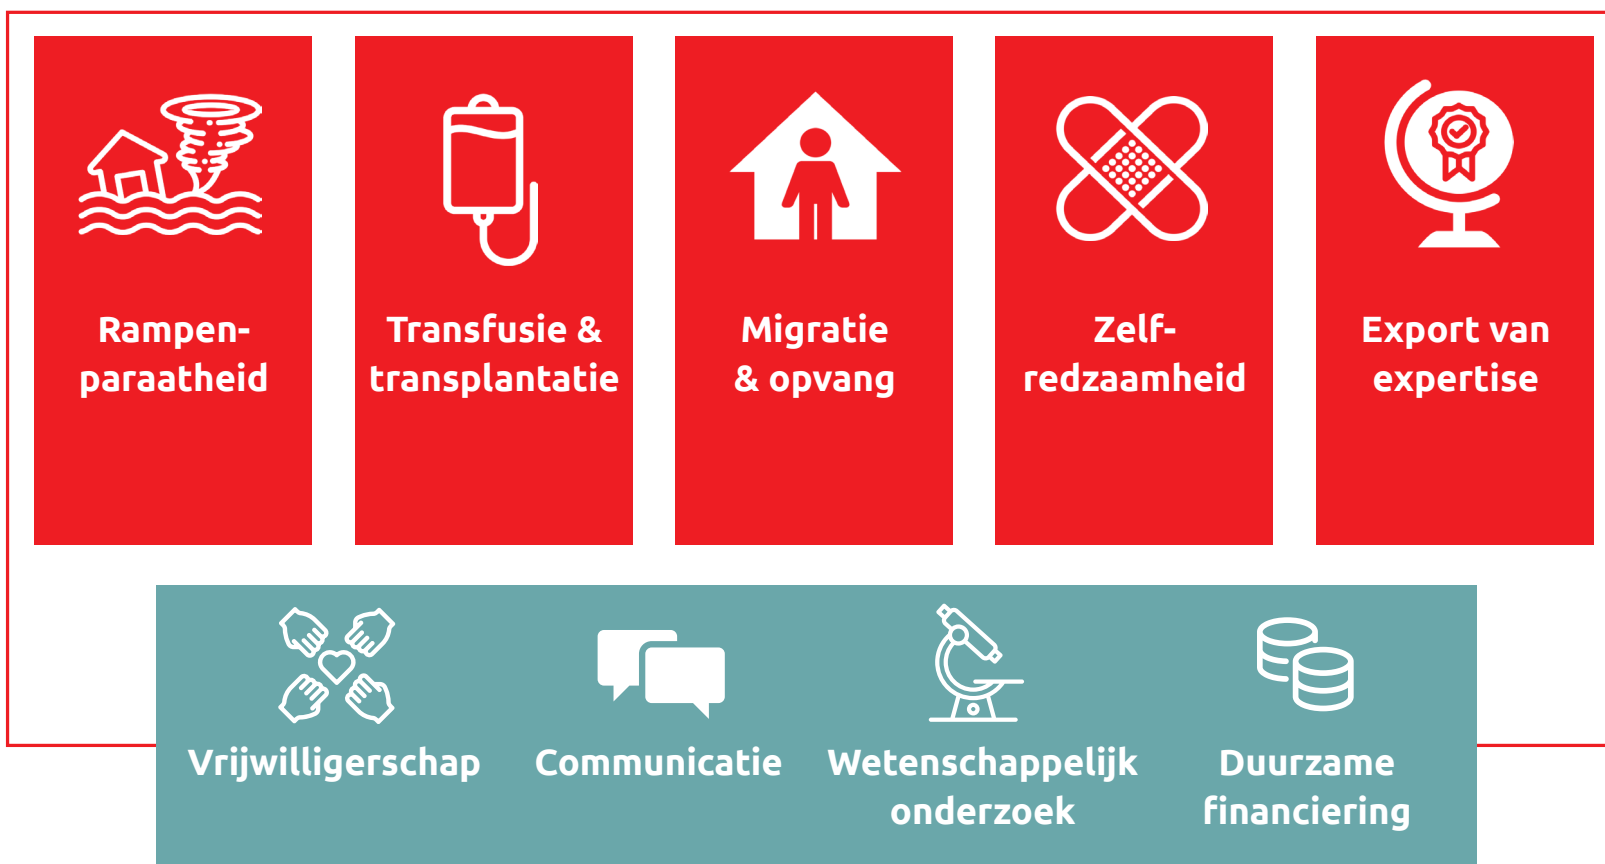 Rampen-
paraatheid
Transfusie &
transplantatie
Migratie
& opvang
Zelf-
redzaamheid
Export van
expertise
Vrijwilligerschap
Communicatie
Wetenschappelijk
onderzoek
Duurzame
financiering